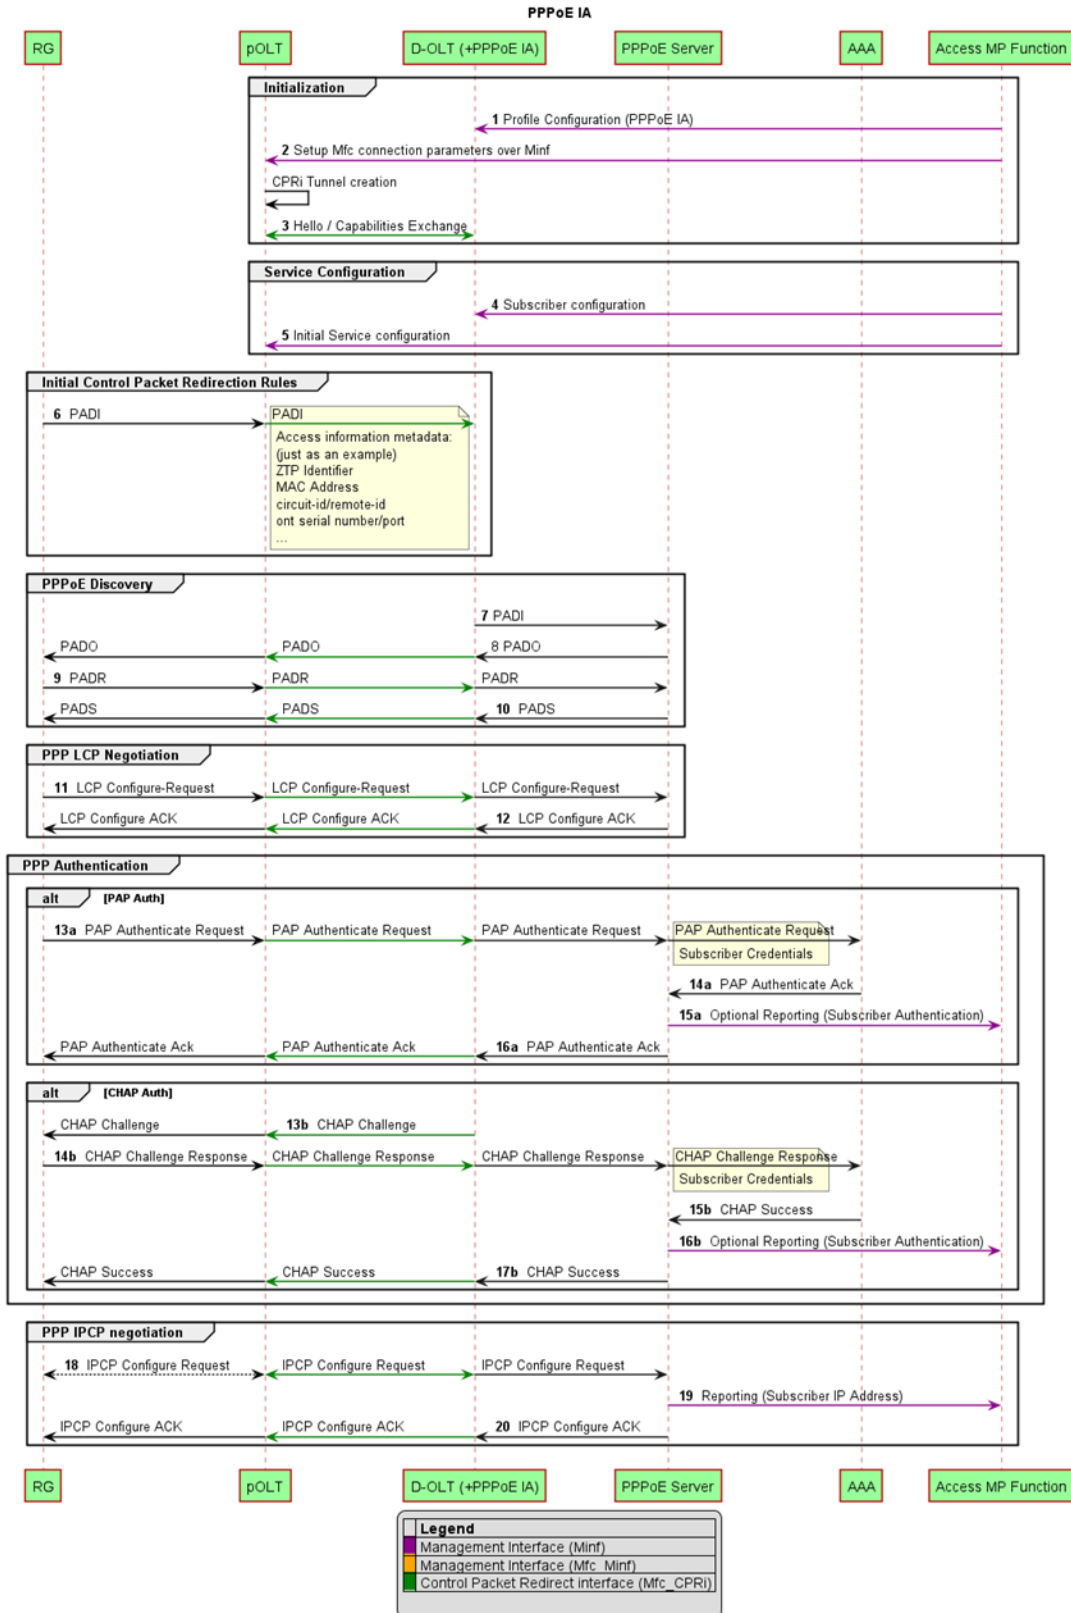 PPPoE IA
RG
pOLT
D-OLT (+PPPoE IA)
PPPoE Server
AAA
Access MP Function
Initialization
1 Profile Configuration (PPPoE IA)
2 Setup Mfc connection parameters over Minf
CPRi Tunnel creation
3 Hello / Capabilities Exchange
Service Configuration
4 Subscriber configuration
5 Initial Service configuration
Initial Control Packet Redirection Rules
6 PADI
PADI
Access information metadata:
(just as an example)
ZTP Identifier
MAC Address
circuit-id/remote-id
ont serial number/port
...
PPPoE Discovery
7 PADI
PADO
PADO
8 PADO
9 PADR
PADR
PADR
PADS
PADS
10 PADS
PPP LCP Negotiation
11 LCP Configure-Request
LCP Configure-Request
LCP Configure-Request
LCP Configure ACK
LCP Configure ACK
12 LCP Configure ACK
PPP Authentication
alt [PAP Auth]
13a PAP Authenticate Request
PAP Authenticate Request
PAP Authenticate Request
PAP Authenticate Request
Subscriber Credentials
14a PAP Authenticate Ack
15a Optional Reporting (Subscriber Authentication)
PAP Authenticate Ack
PAP Authenticate Ack
16a PAP Authenticate Ack
alt [CHAP Auth]
CHAP Challenge
13b CHAP Challenge
14b CHAP Challenge Response
CHAP Challenge Response
CHAP Challenge Response
CHAP Challenge Response
Subscriber Credentials
15b CHAP Success
16b Optional Reporting (Subscriber Authentication)
CHAP Success
CHAP Success
17b CHAP Success
PPP IPCP negotiation
18 IPCP Configure Request
IPCP Configure Request
IPCP Configure Request
19 Reporting (Subscriber IP Address)
IPCP Configure ACK
IPCP Configure ACK
20 IPCP Configure ACK
RG
pOLT
D-OLT (+PPPoE IA)
PPPoE Server
AAA
Access MP Function
Legend
Management Interface (Minf)
Management Interface (Mfc_Minf)
Control Packet Redirect interface (Mfc_CPRi)